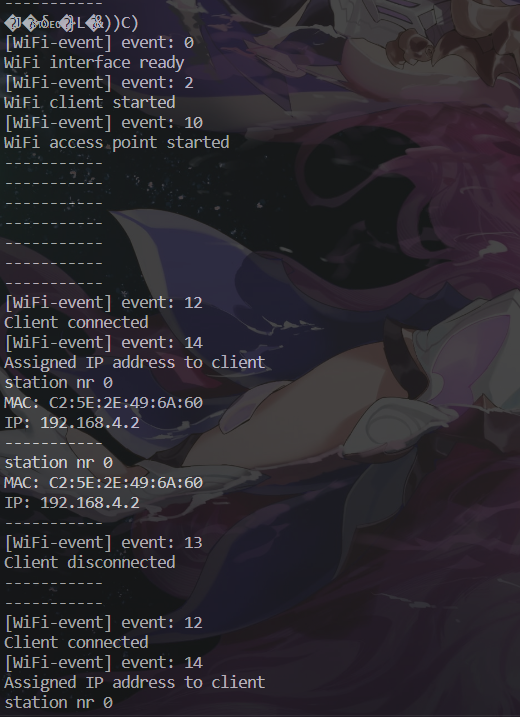 -----------
L&))C)
[WiFi-event] event: 0
WiFi interface ready
[WiFi-event] event: 2
WiFi client started
[WiFi-event] event: 10
WiFi access point started
-----------
-----------
-----------
-----------
-----------
-----------
-----------
[WiFi-event] event: 12
Client connected
[WiFi-event] event: 14
Assigned IP address to client
station nr 0
MAC: C2:5E:2E:49:6A:60
IP: 192.168.4.2
-----------
station nr 0
MAC: C2:5E:2E:49:6A:60
IP: 192.168.4.2
-----------
[WiFi-event] event: 13
Client disconnected
-----------
-----------
[WiFi-event] event: 12
Client connected
[WiFi-event] event: 14
Assigned IP address to client
station nr 0